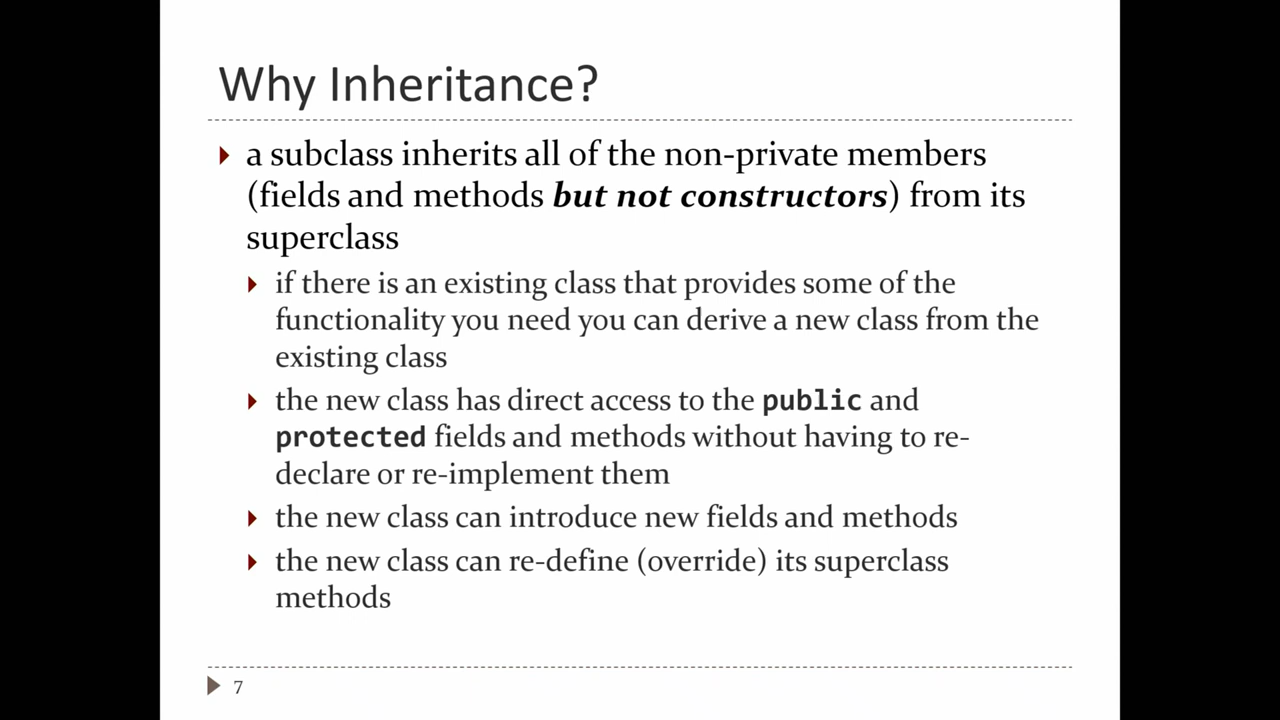 Why Inheritance?
a subclass inherits all of the non-private members
(fields and methods but not constructors) from its
superclass
if there is an existing class that provides some of the
functionality you need you can derive a new class from the
existing class
the new class has direct access to the public and
protected fields and methods without having to re-
declare or re-implement them
the new class can introduce new fields and methods
the new class can re-define (override) its superclass
methods
7